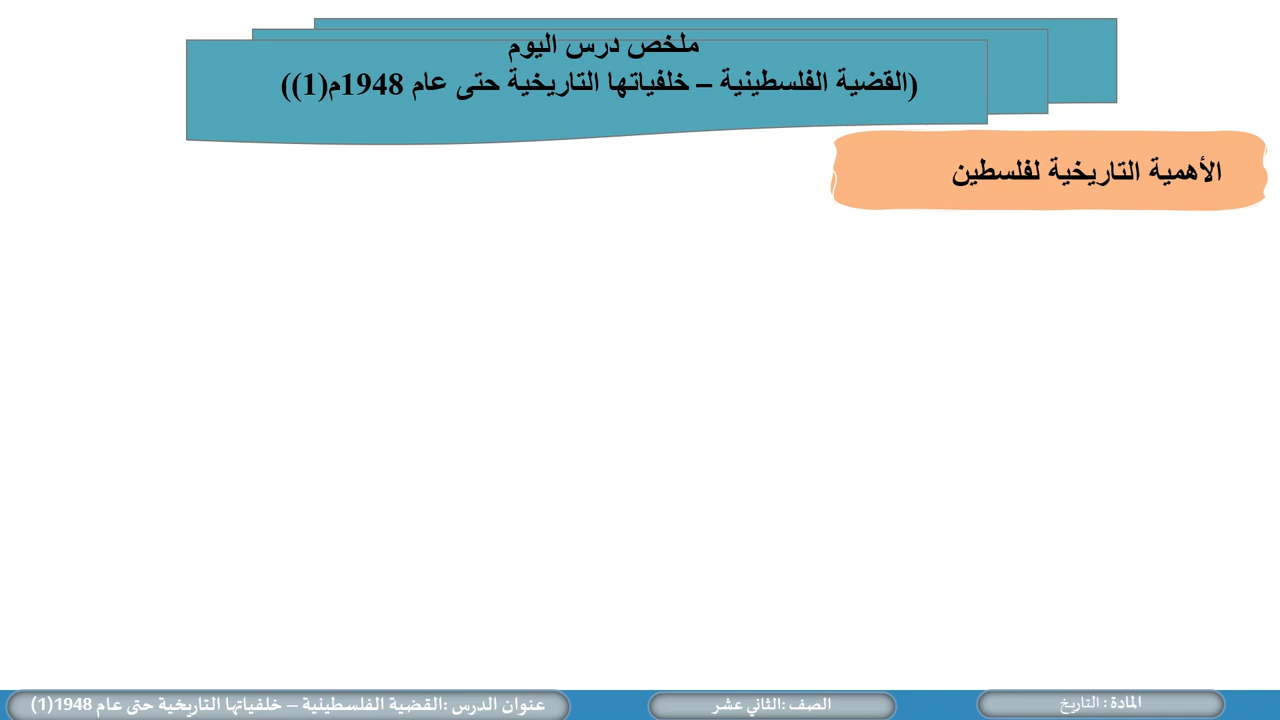 ملخص درس اليوم
(القضية الفلسطينية – خلفياتها التاريخية حتى عام 1948م(1))
الأهمية التاريخية لفلسطين
المادة : التاريخ
الصف :الثاني عشر
عنوان الدرس :القضية الفلسطينية – خلفياتها التاريخية حتى عام 1948(1)